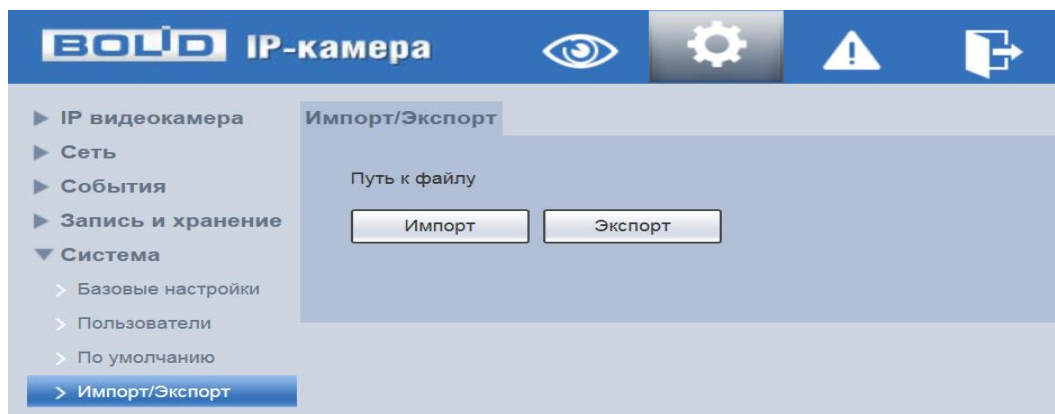 BOLID IP-камера
IP видеокамера
Сеть
События
Запись и хранение
Система
Базовые настройки
Пользователи
По умолчанию
Импорт/Экспорт
Импорт/Экспорт
Путь к файлу
Импорт Экспорт